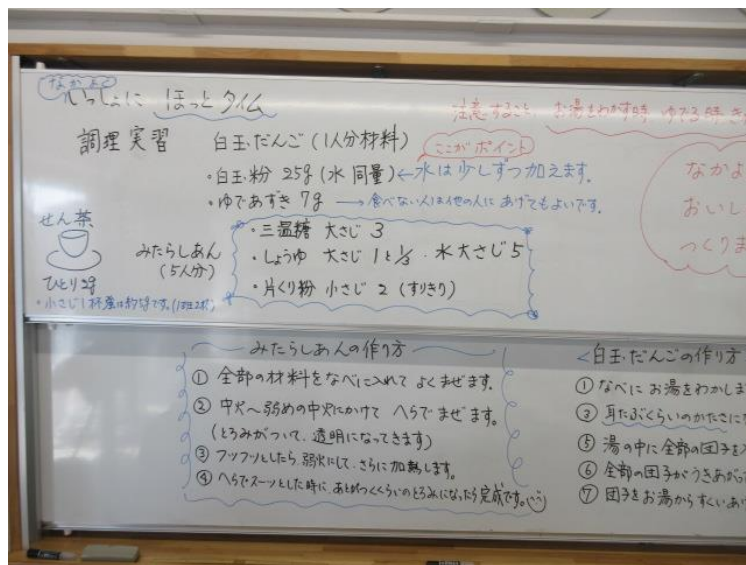 なかよく
いっしょに ほっとタイム
注意すること お湯をわかす時 ゆでる時 き
調理実習 白玉だんご (1人分材料)
ここがポイント
・白玉粉 25g (水 同量) ← 水は少しずつ加えます。
・ゆであずき 7g → 食べない人は他の人に あげてもよいです。
なかよ
おいし
つくりま
せん茶
ひとり2g
・小さじ1杯
みたらしあん
(5人分)
・三温糖 大さじ 3
・しょうゆ 大さじ 1と1/3 ・水大さじ5
・片くり粉 小さじ 2 (すりきり)
みたらしあんの作り方
① 全部の材料をなべに入れて よくまぜます。
② 中火へ弱めの中火にかけて へらで まぜます。
(とろみがついて、透明になってきます)
③ フツフツとしたら、弱火にして、さらに加熱します。
④ へらでスーッとした時に、あとがつくくらいのとろみになったら完成です。
<白玉だんごの作り方
① なべに お湯をわかしま
③ 耳たぶくらいのかたさに
⑤ 湯の中に全部の団子を
⑥ 全部の団子がうきあがっ
⑦ 団子をお湯からすくいあ